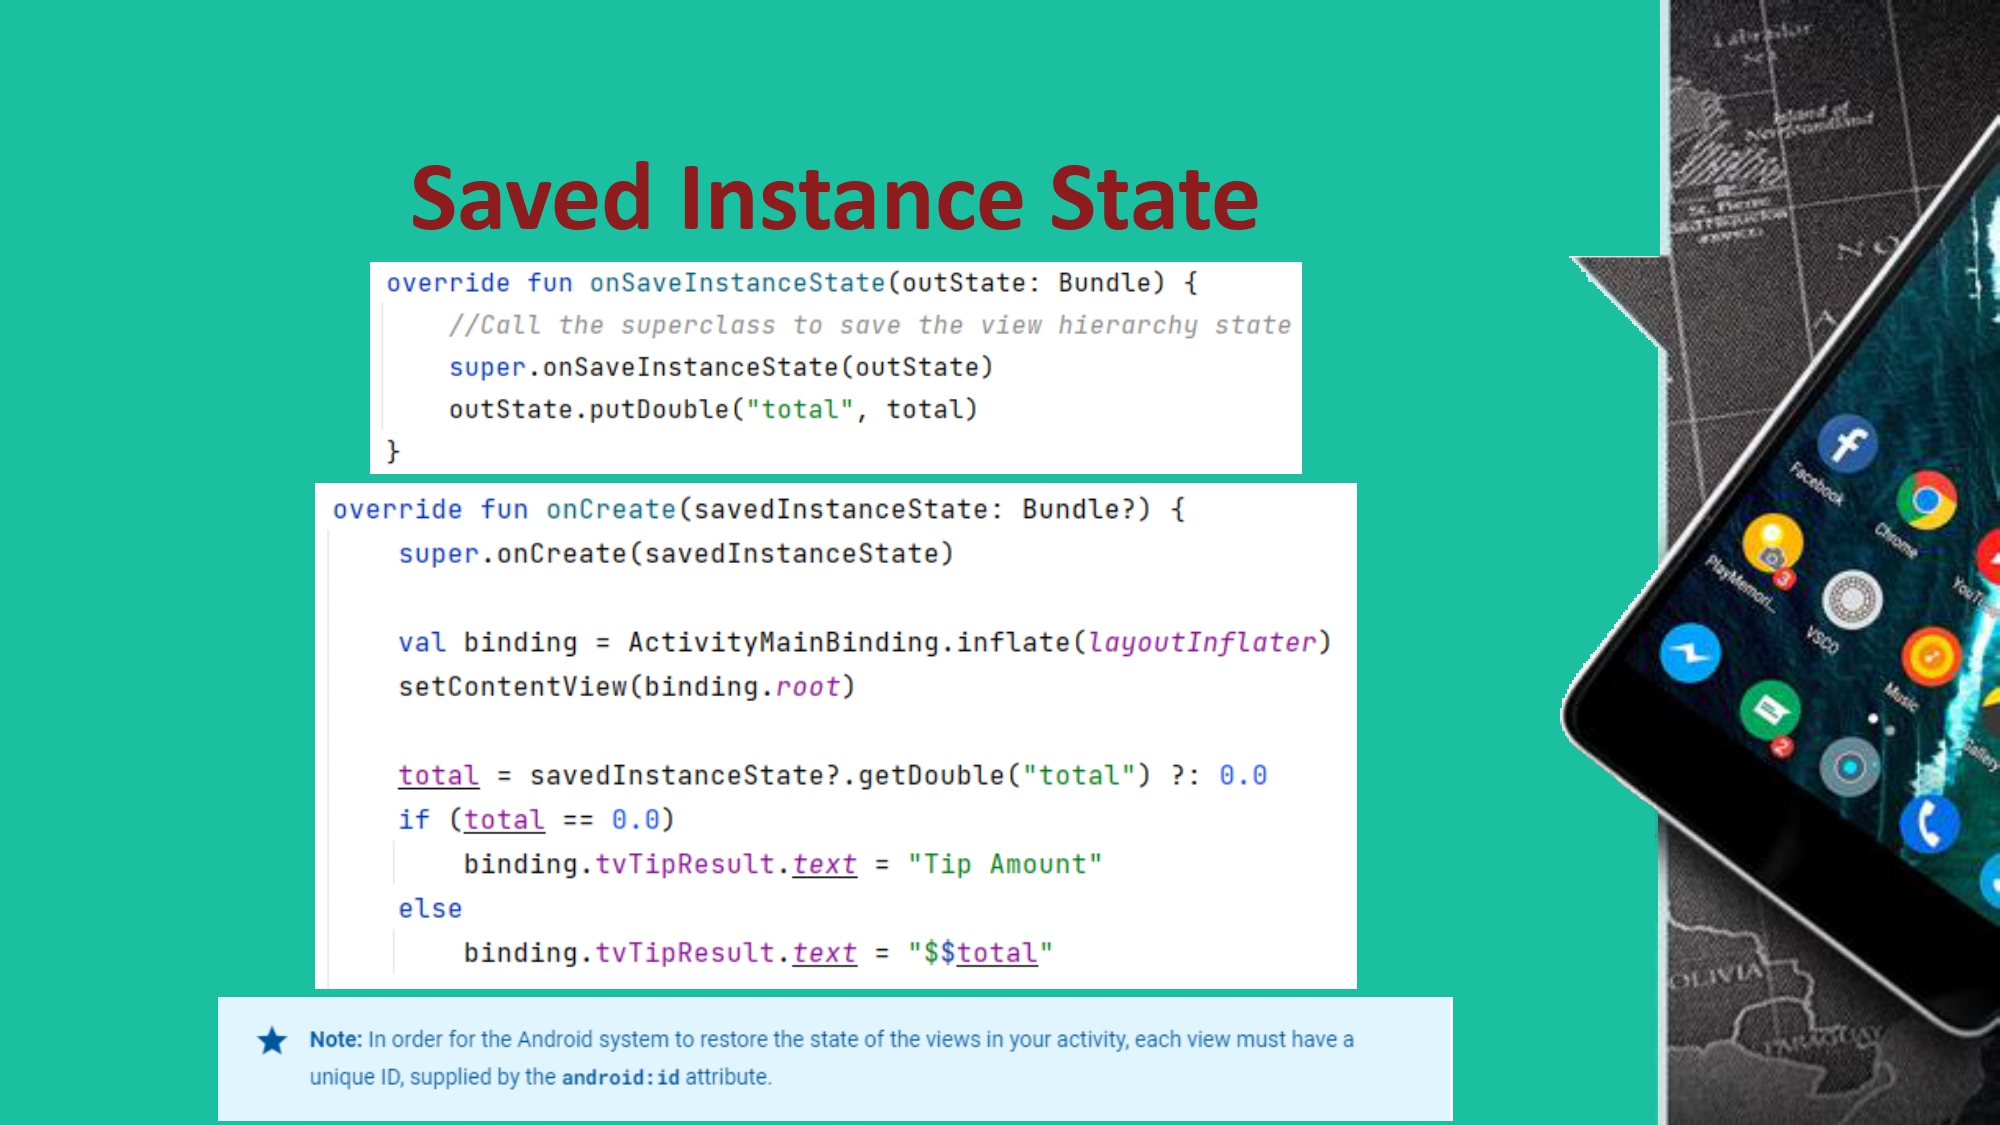 Saved Instance State
override fun onSaveInstanceState(outState: Bundle) {
    //Call the superclass to save the view hierarchy state
    super.onSaveInstanceState(outState)
    outState.putDouble("total", total)
}
override fun onCreate(savedInstanceState: Bundle?) {
    super.onCreate(savedInstanceState)
    val binding = ActivityMainBinding.inflate(layoutInflater)
    setContentView(binding.root)
    total = savedInstanceState?.getDouble("total") ?: 0.0
    if (total == 0.0)
        binding.tvTipResult.text = "Tip Amount"
    else
        binding.tvTipResult.text = "$$total"
Note: In order for the Android system to restore the state of the views in your activity, each view must have a
unique ID, supplied by the android:id attribute.
Labrador
Island of
Newfoundland
St. Pierre
(FRANCE)
Facebook
Chrome
PlayMemori...
3
VSCO
Music
2
Gallery
OLIVIA
PARAGUAY